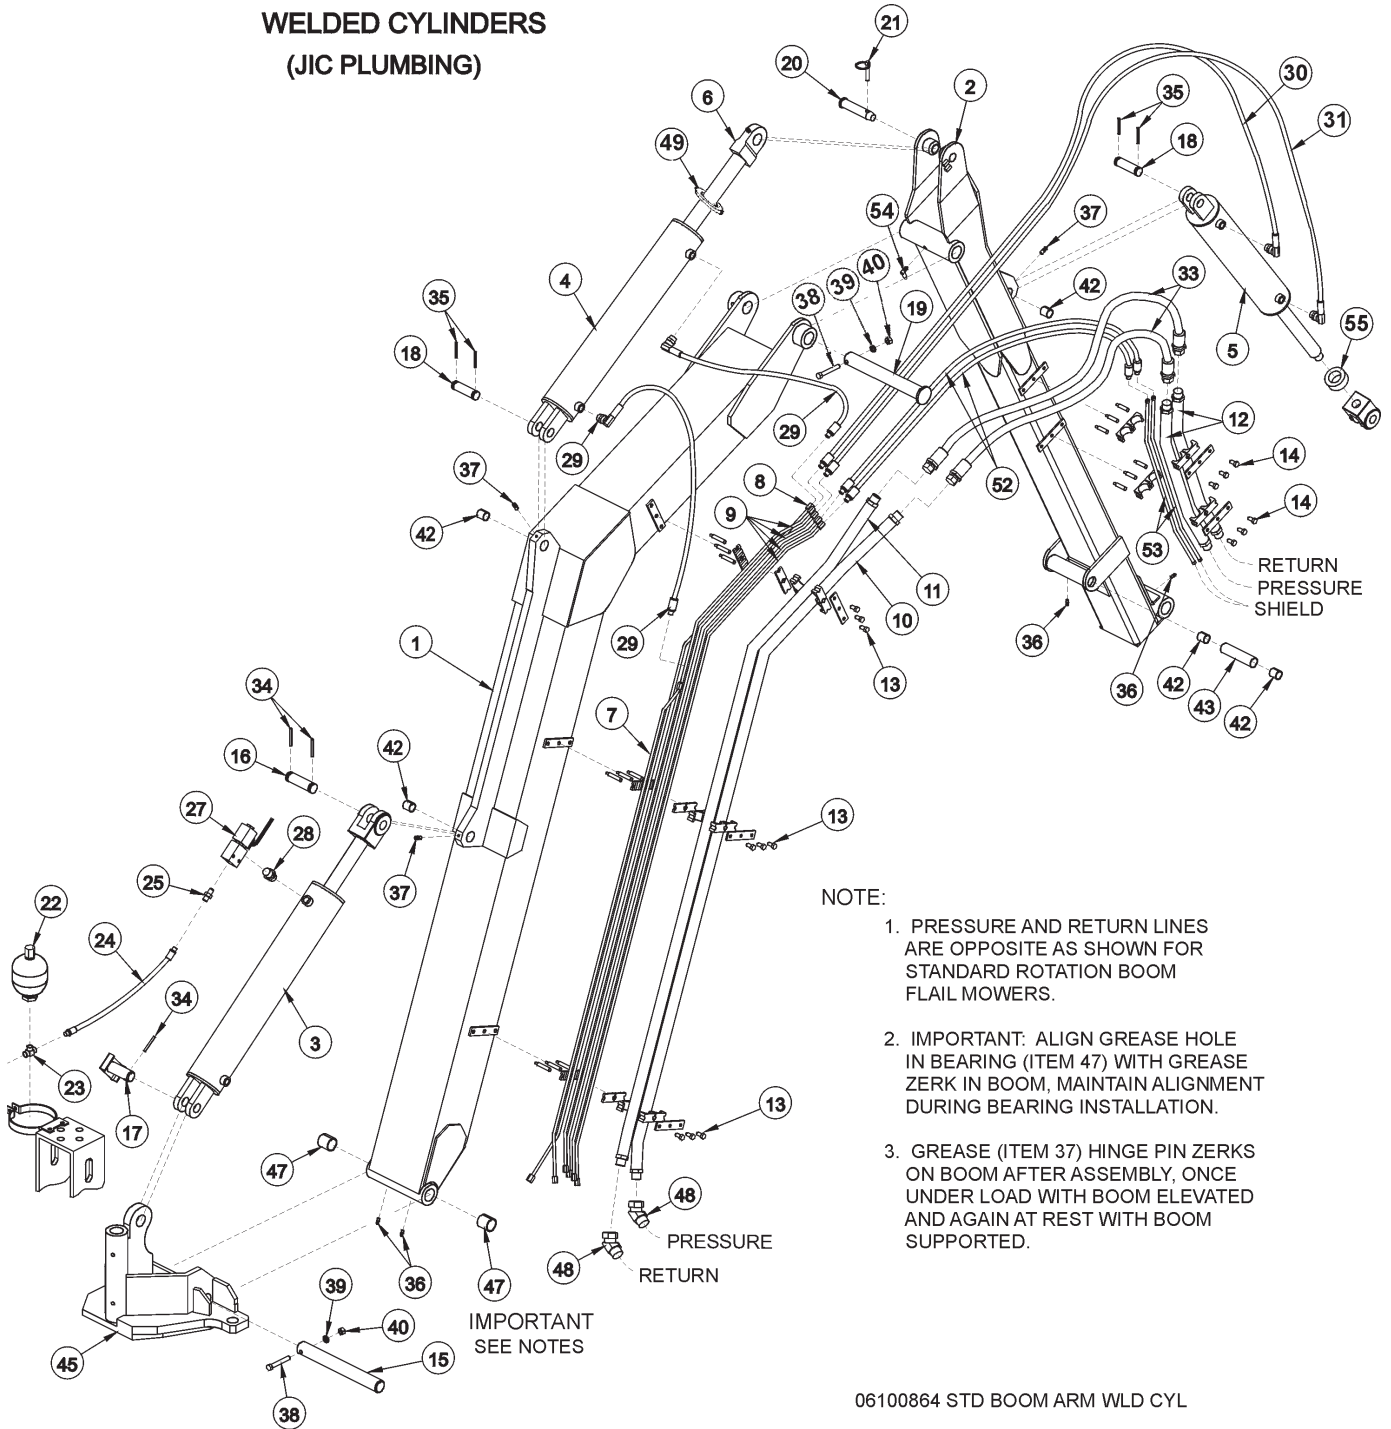 WELDED CYLINDERS
(JIC PLUMBING)
21
20
2
6
30
35
31
49
18
54
37
40
39
38
42
33
4
19
5
55
35
18
12
29
29
14
37
8
52
9
42
14
53
11
RETURN
10
PRESSURE
SHIELD
1
29
36
13
36
42
43
42
34
7
42
16
27
28
13
37
25
NOTE:
22
1. PRESSURE AND RETURN LINES
ARE OPPOSITE AS SHOWN FOR
STANDARD ROTATION BOOM
FLAIL MOWERS.
24
34
3
2. IMPORTANT: ALIGN GREASE HOLE
IN BEARING (ITEM 47) WITH GREASE
ZERK IN BOOM, MAINTAIN ALIGNMENT
DURING BEARING INSTALLATION.
23
17
13
47
3. GREASE (ITEM 37) HINGE PIN ZERKS
ON BOOM AFTER ASSEMBLY, ONCE
UNDER LOAD WITH BOOM ELEVATED
AND AGAIN AT REST WITH BOOM
SUPPORTED.
48
PRESSURE
48
RETURN
36
47
39
IMPORTANT
SEE NOTES
40
45
15
38
06100864 STD BOOM ARM WLD CYL